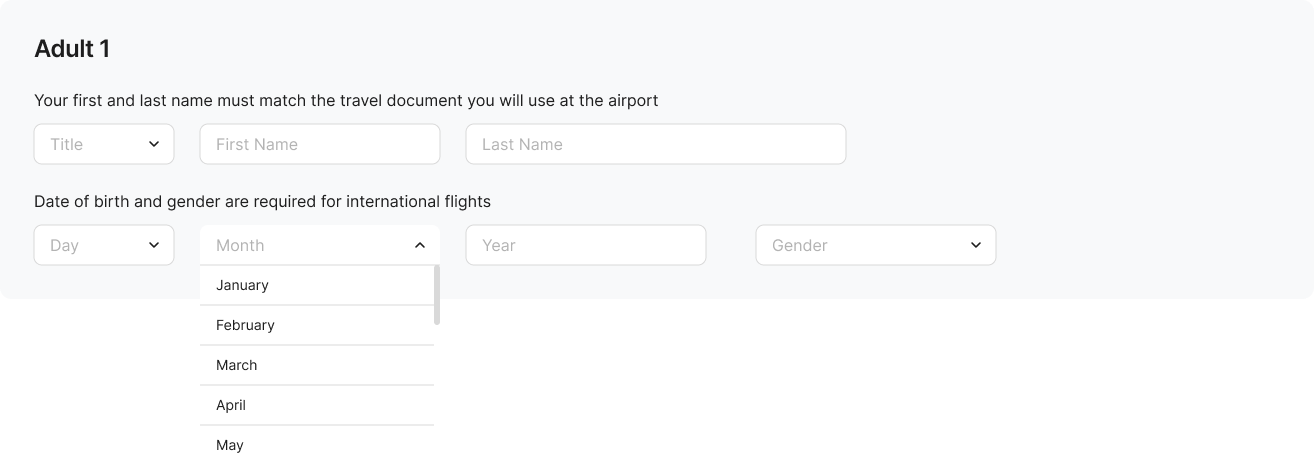 Adult 1
Your first and last name must match the travel document you will use at the airport
Title First Name Last Name
Date of birth and gender are required for international flights
Day Month Year Gender
January
February
March
April
May